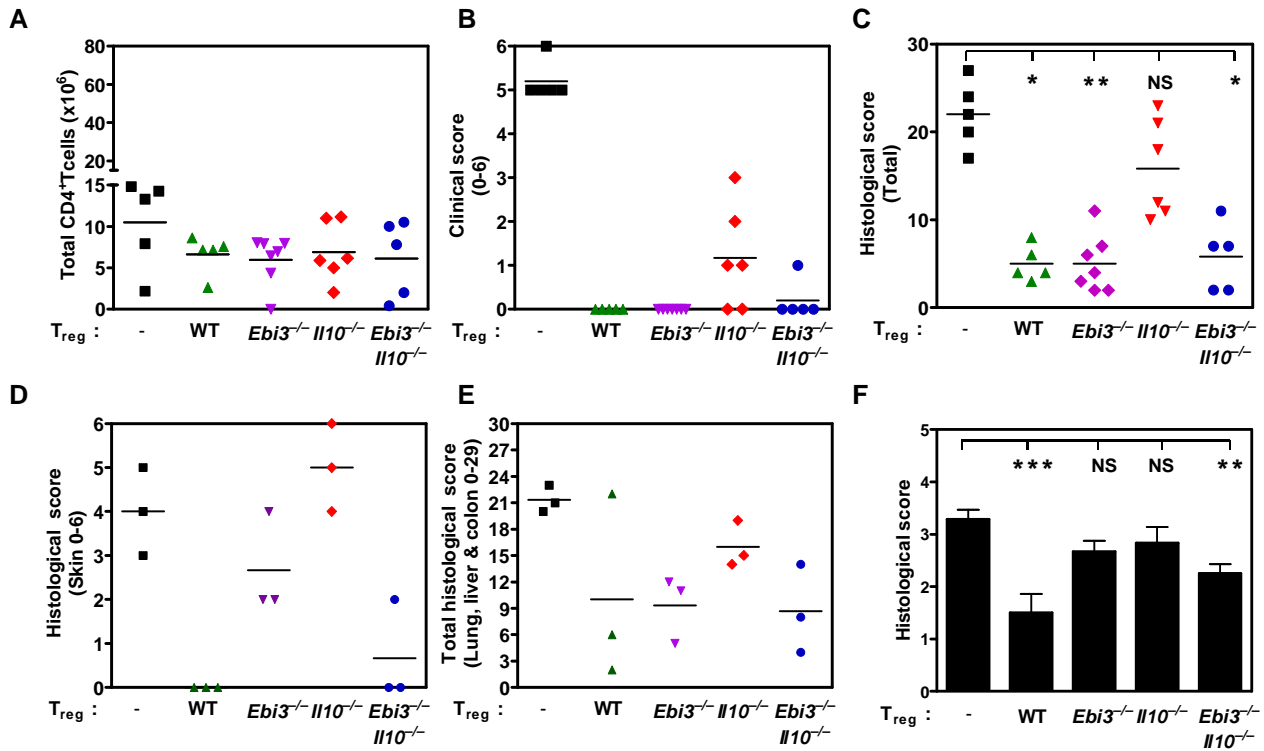 A
Total CD4⁺Tcells (x10⁶)
80
60
40
20
15
10
5
0
Treg : - WT Ebi3⁻/⁻ Il10⁻/⁻ Ebi3⁻/⁻
Il10⁻/⁻
B
Clinical score
(0-6)
6
5
4
3
2
1
0
Treg : - WT Ebi3⁻/⁻ Il10⁻/⁻ Ebi3⁻/⁻
Il10⁻/⁻
C
Histological score
(Total)
30
20
10
0
* ** NS *
Treg : - WT Ebi3⁻/⁻ Il10⁻/⁻ Ebi3⁻/⁻
Il10⁻/⁻
D
Histological score
(Skin 0-6)
6
5
4
3
2
1
0
Treg : - WT Ebi3⁻/⁻ Il10⁻/⁻ Ebi3⁻/⁻
Il10⁻/⁻
E
Total histological score
(Lung, liver & colon 0-29)
30
27
24
21
18
15
12
9
6
3
0
Treg : - WT Ebi3⁻/⁻ Il10⁻/⁻ Ebi3⁻/⁻
Il10⁻/⁻
F
Histological score
5
4
3
2
1
0
*** NS NS **
Treg : - WT Ebi3⁻/⁻ Il10⁻/⁻ Ebi3⁻/⁻
Il10⁻/⁻